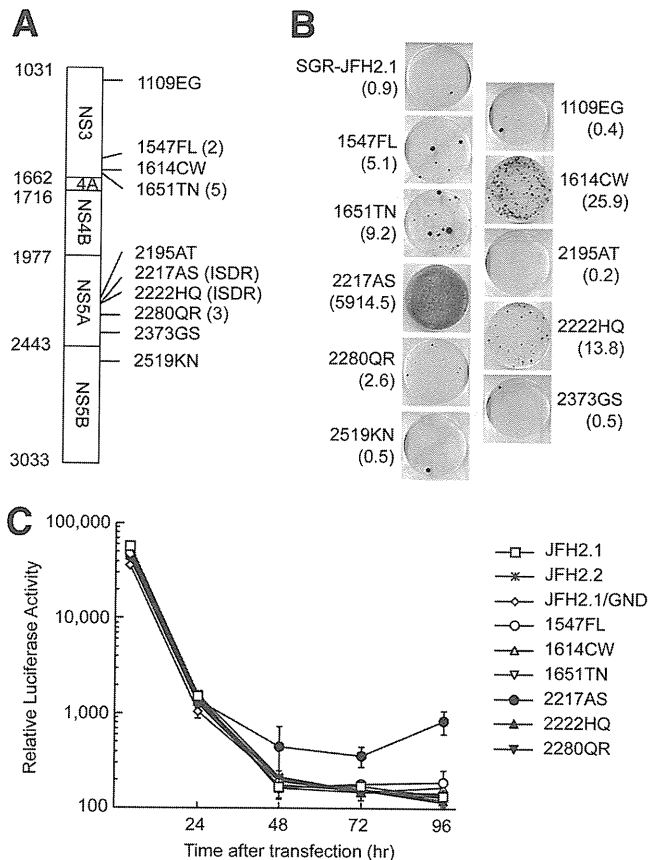 A
1031
1662
1716
1977
2443
3033
NS3
4A
NS4B
NS5A
NS5B
1109EG
1547FL (2)
1614CW
1651TN (5)
2195AT
2217AS (ISDR)
2222HQ (ISDR)
2280QR (3)
2373GS
2519KN
B
SGR-JFH2.1
(0.9)
1547FL
(5.1)
1651TN
(9.2)
2217AS
(5914.5)
2280QR
(2.6)
2519KN
(0.5)
1109EG
(0.4)
1614CW
(25.9)
2195AT
(0.2)
2222HQ
(13.8)
2373GS
(0.5)
C
Relative Luciferase Activity
100,000
10,000
1,000
100
24 48 72 96
Time after transfection (hr)
JFH2.1
JFH2.2
JFH2.1/GND
1547FL
1614CW
1651TN
2217AS
2222HQ
2280QR